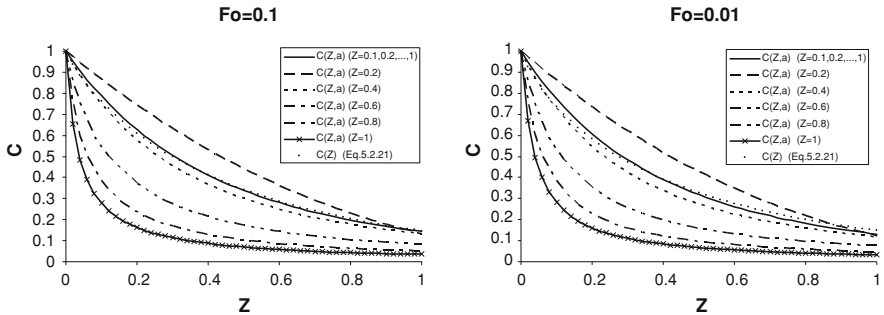 Fo=0.1
1
0.9
0.8
0.7
0.6
0.5
0.4
0.3
0.2
0.1
0
C
0 0.2 0.4 0.6 0.8 1
Z
C(Z,a) (Z=0.1,0.2,...,1)
C(Z,a) (Z=0.2)
C(Z,a) (Z=0.4)
C(Z,a) (Z=0.6)
C(Z,a) (Z=0.8)
C(Z,a) (Z=1)
C(Z) (Eq.5.2.21)
Fo=0.01
1
0.9
0.8
0.7
0.6
0.5
0.4
0.3
0.2
0.1
0
C
0 0.2 0.4 0.6 0.8 1
Z
C(Z,a) (Z=0.1,0.2,...,1)
C(Z,a) (Z=0.2)
C(Z,a) (Z=0.4)
C(Z,a) (Z=0.6)
C(Z,a) (Z=0.8)
C(Z,a) (Z=1)
C(Z) (Eq.5.2.21)